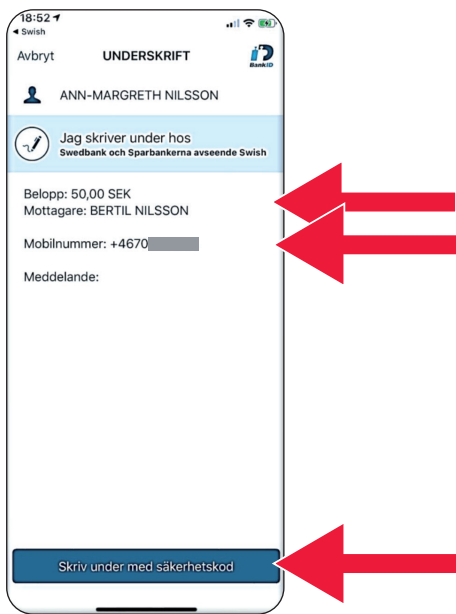 18:52
Swish
Avbryt
UNDERSKRIFT
BankID
ANN-MARGRETH NILSSON
Jag skriver under hos
Swedbank och Sparbankerna avseende Swish
Belopp: 50,00 SEK
Mottagare: BERTIL NILSSON
Mobilnummer: +4670
Meddelande:
Skriv under med säkerhetskod